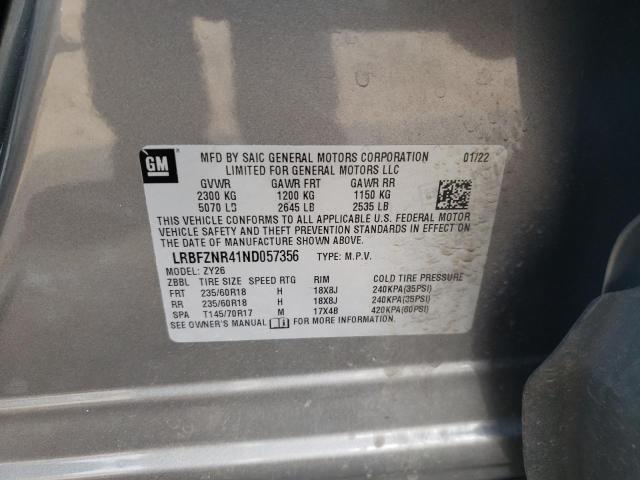 GM
MFD BY SAIC GENERAL MOTORS CORPORATION 01/22
LIMITED FOR GENERAL MOTORS LLC
GVWR GAWR FRT GAWR RR
2300 KG 1200 KG 1150 KG
5070 LB 2645 LB 2535 LB
THIS VEHICLE CONFORMS TO ALL APPLICABLE U.S. FEDERAL MOTOR
VEHICLE SAFETY AND THEFT PREVENTION STANDARDS IN EFFECT
ON THE DATE OF MANUFACTURE SHOWN ABOVE.
LRBFZNR41ND057356 TYPE: M.P.V.
MODEL: ZY26
ZBBL TIRE SIZE SPEED RTG RIM COLD TIRE PRESSURE
FRT 235/60R18 H 18X8J 240KPA(35PSI)
RR 235/60R18 H 18X8J 240KPA(35PSI)
SPA T145/70R17 M 17X4B 420KPA(60PSI)
SEE OWNER'S MANUAL FOR MORE INFORMATION.